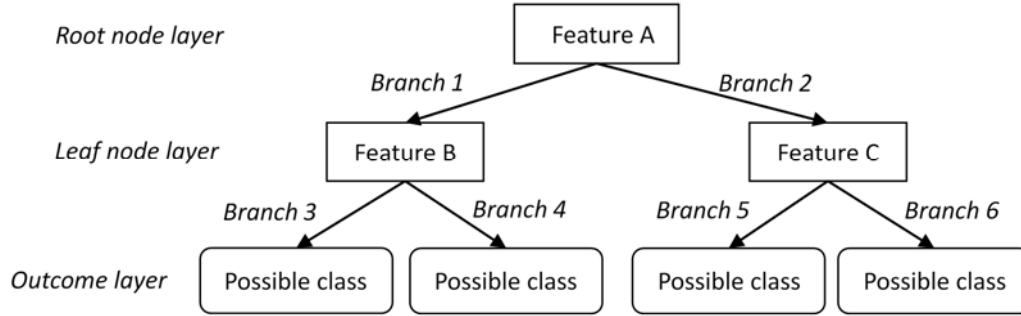 Root node layer
Feature A
Branch 1
Branch 2
Leaf node layer
Feature B
Feature C
Branch 3
Branch 4
Branch 5
Branch 6
Outcome layer
Possible class
Possible class
Possible class
Possible class